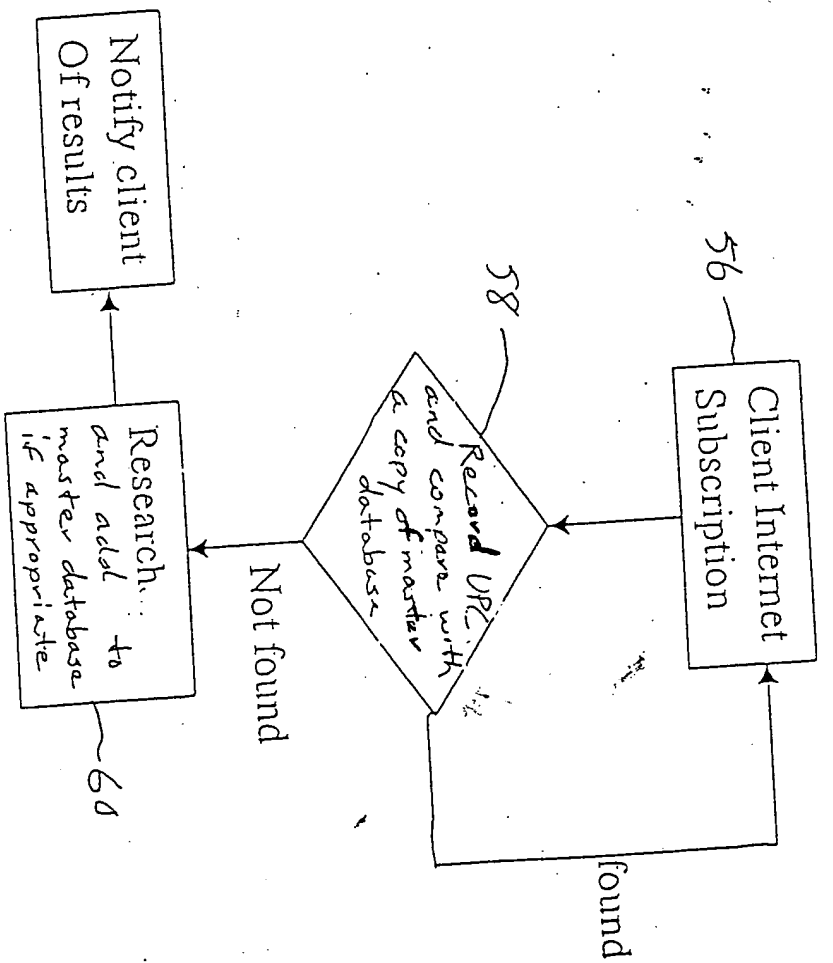 56
Client Internet
Subscription
58
Record UPC
and compare with
a copy of master
database
found
Not found
Research...
and add to
master database
if appropriate
60
Notify client
Of results